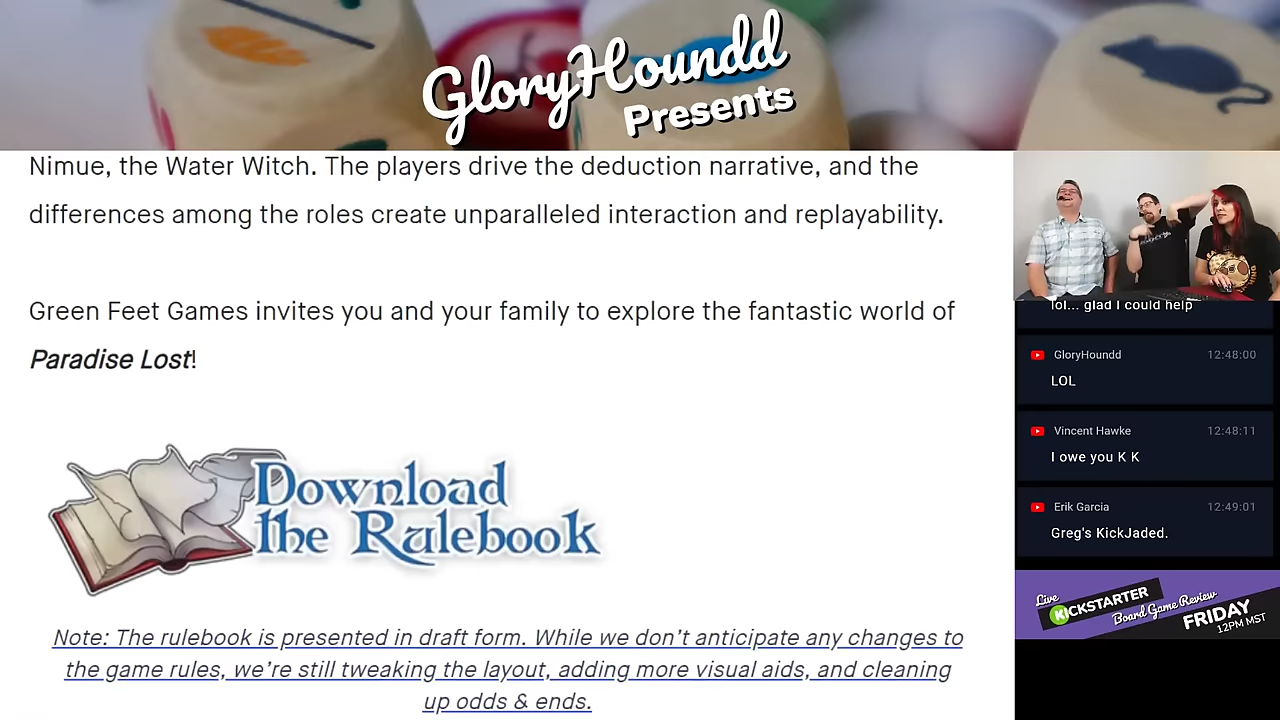 GloryHoundd
Presents
Nimue, the Water Witch. The players drive the deduction narrative, and the
differences among the roles create unparalleled interaction and replayability.
Green Feet Games invites you and your family to explore the fantastic world of
Paradise Lost!
Download
the Rulebook
Note: The rulebook is presented in draft form. While we don’t anticipate any changes to
the game rules, we’re still tweaking the layout, adding more visual aids, and cleaning
up odds & ends.
lol... glad I could help
GloryHoundd 12:48:00
LOL
Vincent Hawke 12:48:11
I owe you K K
Erik Garcia 12:49:01
Greg's KickJaded.
Live
KICKSTARTER
Board Game Review
FRIDAY
12PM MST